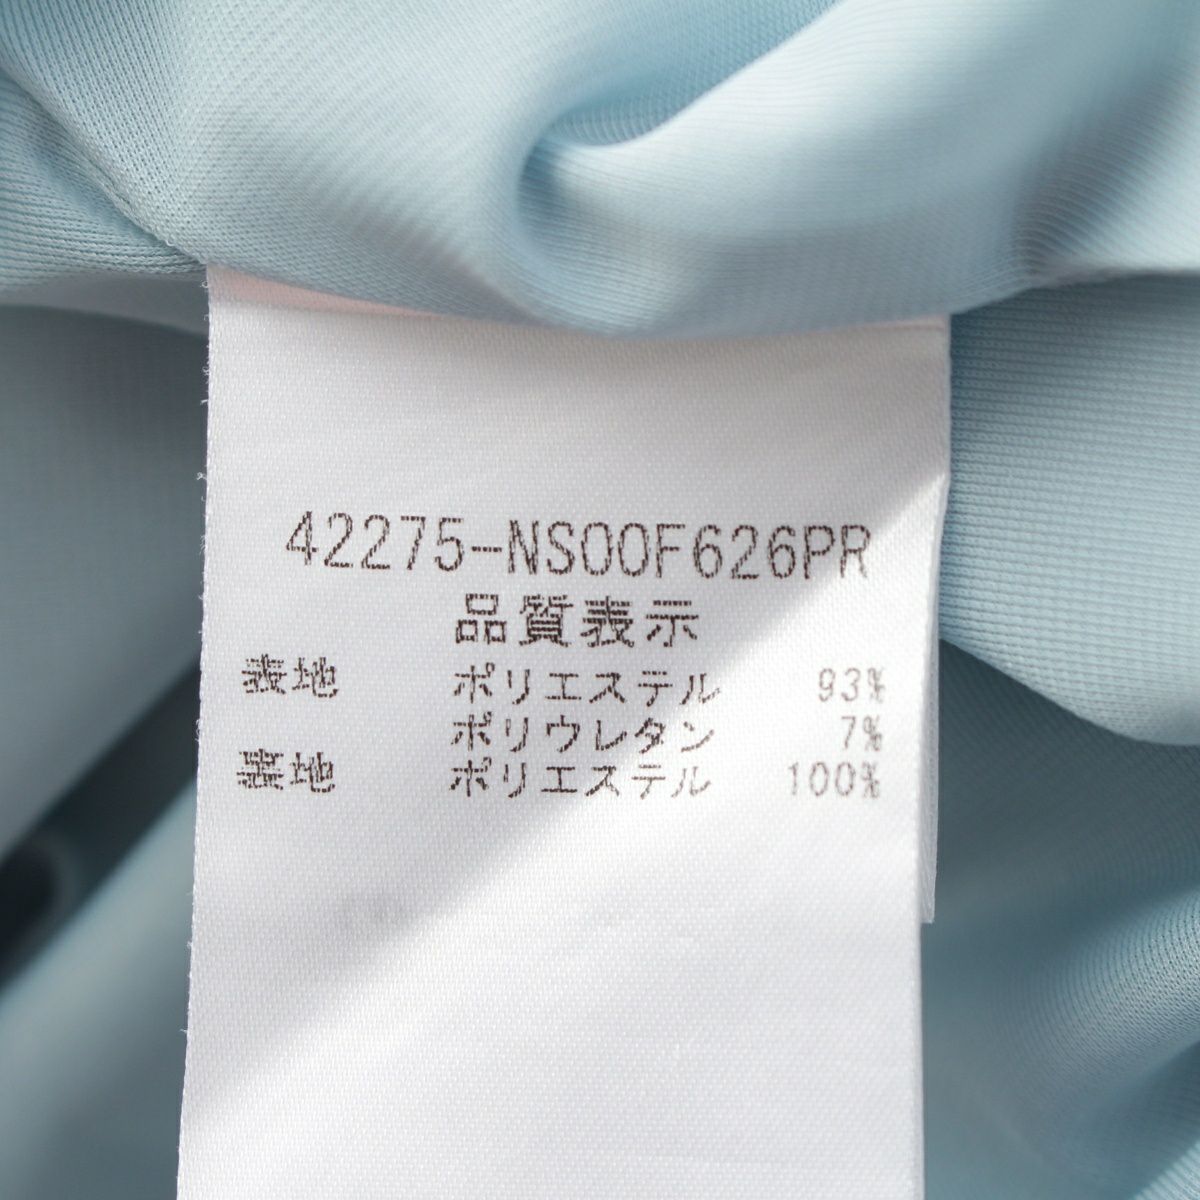 42275-NS00F626PR
品質表示
表地 ポリエステル 93%
ポリウレタン 7%
裏地 ポリエステル 100%